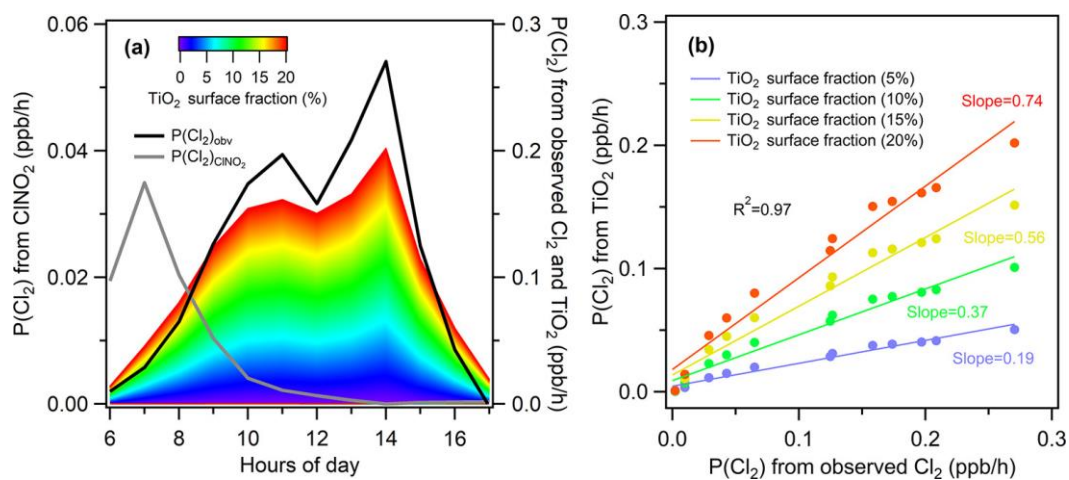 (a)
0 5 10 15 20
TiO₂ surface fraction (%)
P(Cl₂)obv
P(Cl₂)ClNO₂
0.06
0.04
0.02
0.00
P(Cl₂) from ClNO₂ (ppb/h)
0.3
0.2
0.1
0.0
P(Cl₂) from observed Cl₂ and TiO₂ (ppb/h)
6 8 10 12 14 16
Hours of day
(b)
TiO₂ surface fraction (5%)
TiO₂ surface fraction (10%)
TiO₂ surface fraction (15%)
TiO₂ surface fraction (20%)
Slope=0.74
R²=0.97
Slope=0.56
Slope=0.37
Slope=0.19
0.3
0.2
0.1
0.0
P(Cl₂) from TiO₂ (ppb/h)
0.0 0.1 0.2 0.3
P(Cl₂) from observed Cl₂ (ppb/h)